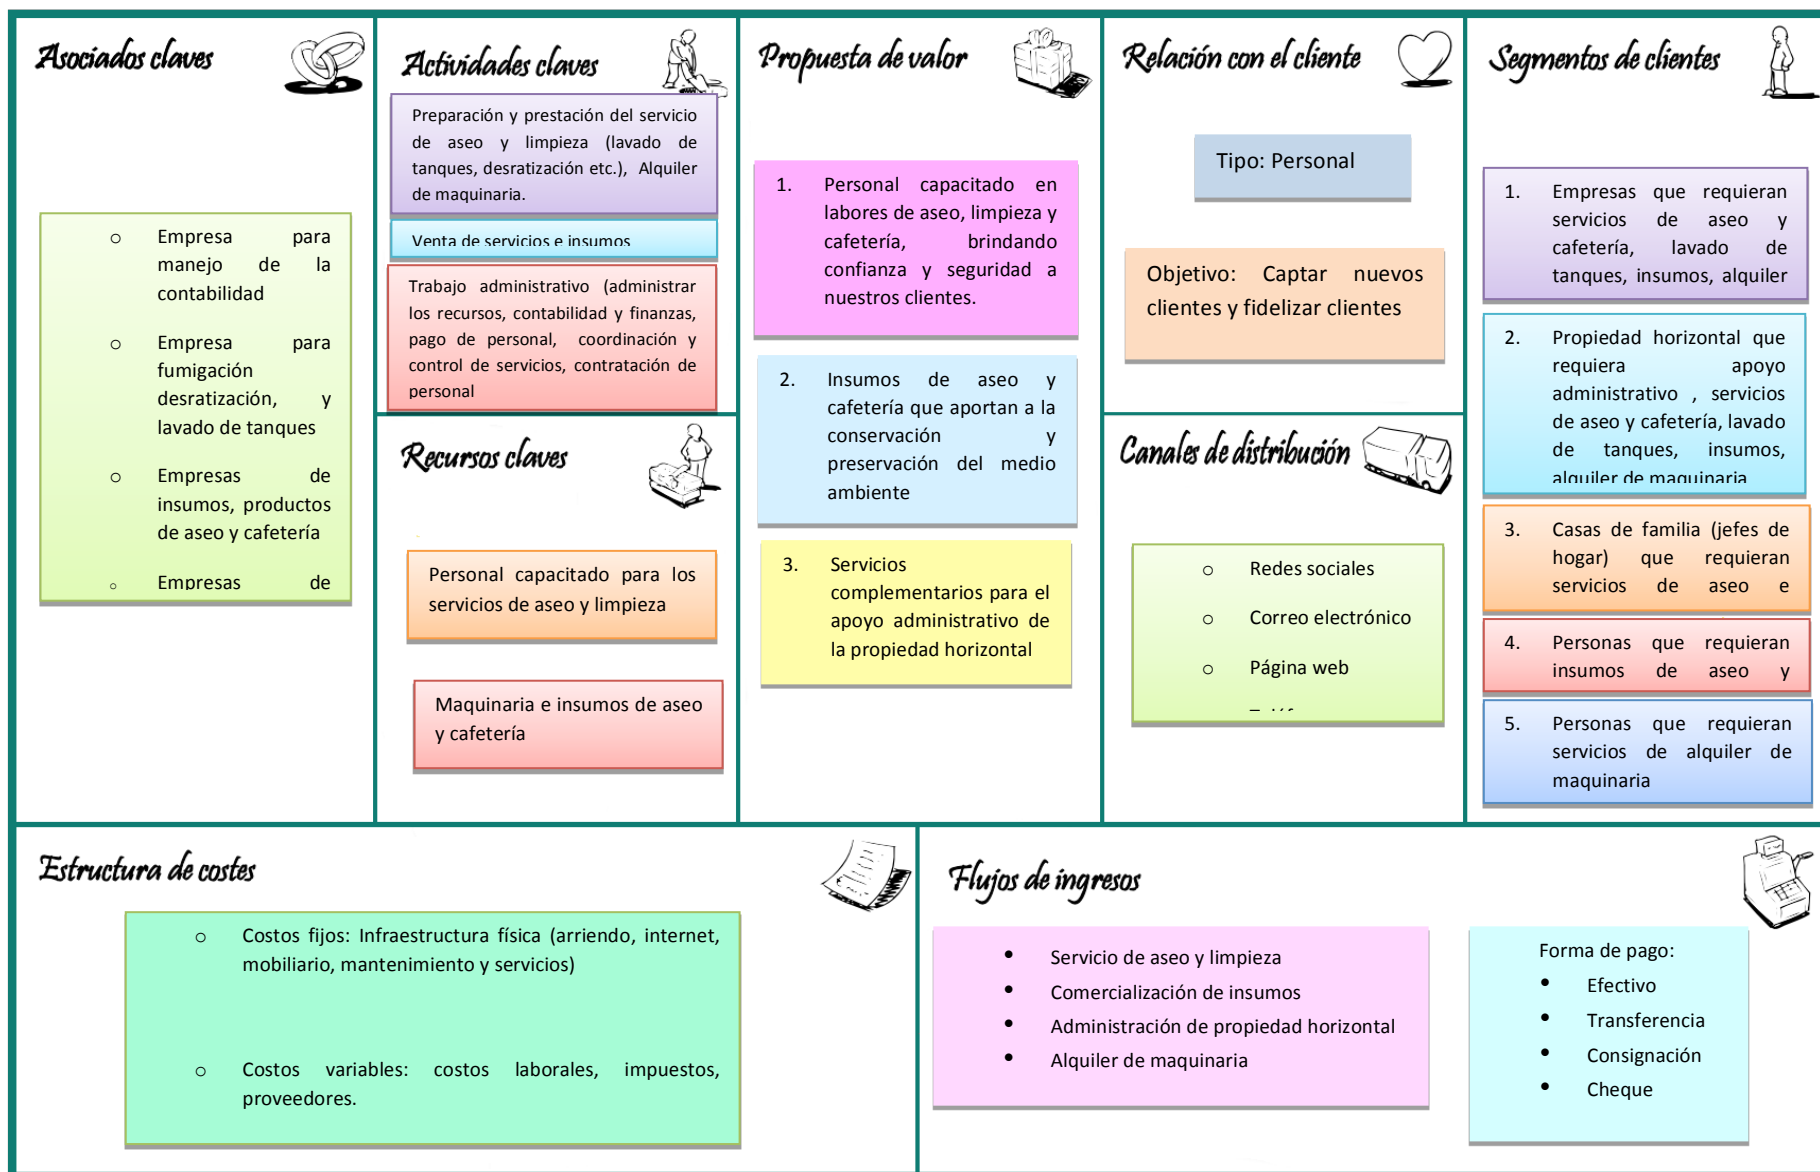 Asociados claves
o Empresa para
manejo de la
contabilidad
o Empresa para
fumigación
desratización, y
lavado de tanques
o Empresas de
insumos, productos
de aseo y cafetería
o Empresas de
Actividades claves
Preparación y prestación del servicio
de aseo y limpieza (lavado de
tanques, desratización etc.), Alquiler
de maquinaria.
Venta de servicios e insumos
Trabajo administrativo (administrar
los recursos, contabilidad y finanzas,
pago de personal, coordinación y
control de servicios, contratación de
personal
Recursos claves
Personal capacitado para los
servicios de aseo y limpieza
Maquinaria e insumos de aseo
y cafetería
Propuesta de valor
1. Personal capacitado en
labores de aseo, limpieza y
cafetería, brindando
confianza y seguridad a
nuestros clientes.
2. Insumos de aseo y
cafetería que aportan a la
conservación y
preservación del medio
ambiente
3. Servicios
complementarios para el
apoyo administrativo de
la propiedad horizontal
Relación con el cliente
Tipo: Personal
Objetivo: Captar nuevos
clientes y fidelizar clientes
Canales de distribución
o Redes sociales
o Correo electrónico
o Página web
Segmentos de clientes
1. Empresas que requieran
servicios de aseo y
cafetería, lavado de
tanques, insumos, alquiler
2. Propiedad horizontal que
requiera apoyo
administrativo , servicios
de aseo y cafetería, lavado
de tanques, insumos,
alquiler de maquinaria
3. Casas de familia (jefes de
hogar) que requieran
servicios de aseo e
4. Personas que requieran
insumos de aseo y
5. Personas que requieran
servicios de alquiler de
maquinaria
Estructura de costes
o Costos fijos: Infraestructura física (arriendo, internet,
mobiliario, mantenimiento y servicios)
o Costos variables: costos laborales, impuestos,
proveedores.
Flujos de ingresos
• Servicio de aseo y limpieza
• Comercialización de insumos
• Administración de propiedad horizontal
• Alquiler de maquinaria
Forma de pago:
• Efectivo
• Transferencia
• Consignación
• Cheque